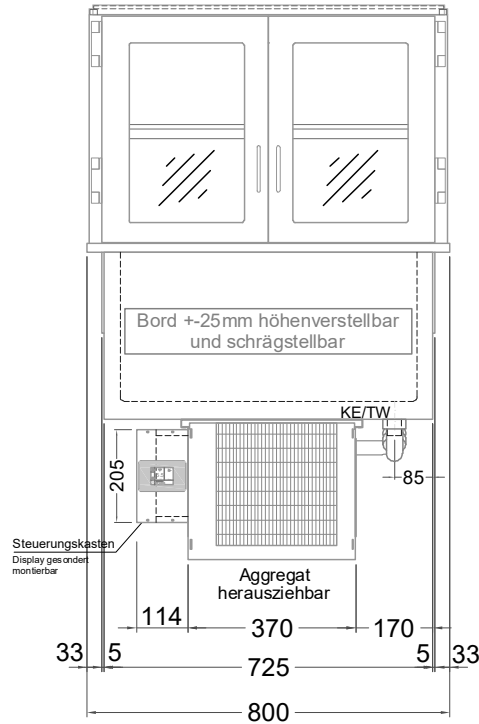 Bord +-25mm höhenverstellbar
und schrägstellbar
KE/TW
205
85
Steuerungskasten
Display gesondert
montierbar
Aggregat
herausziehbar
114
370
170
33
5
725
5
33
800